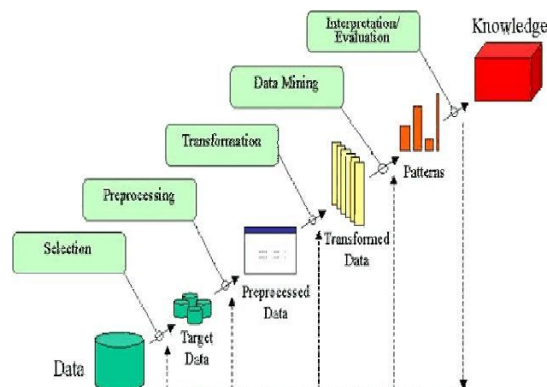 Interpretation/
Evaluation
Knowledge
Data Mining
Transformation
Patterns
Preprocessing
Transformed
Data
Selection
Preprocessed
Data
Target
Data
Data